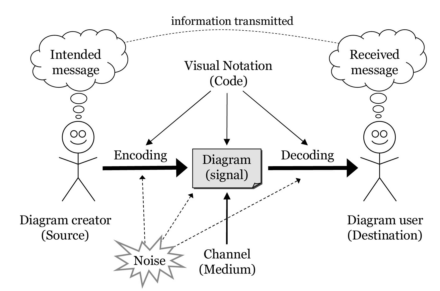 information transmitted
Intended
message
Received
message
Visual Notation
(Code)
Encoding
Diagram
(signal)
Decoding
Diagram creator
(Source)
Diagram user
(Destination)
Noise
Channel
(Medium)